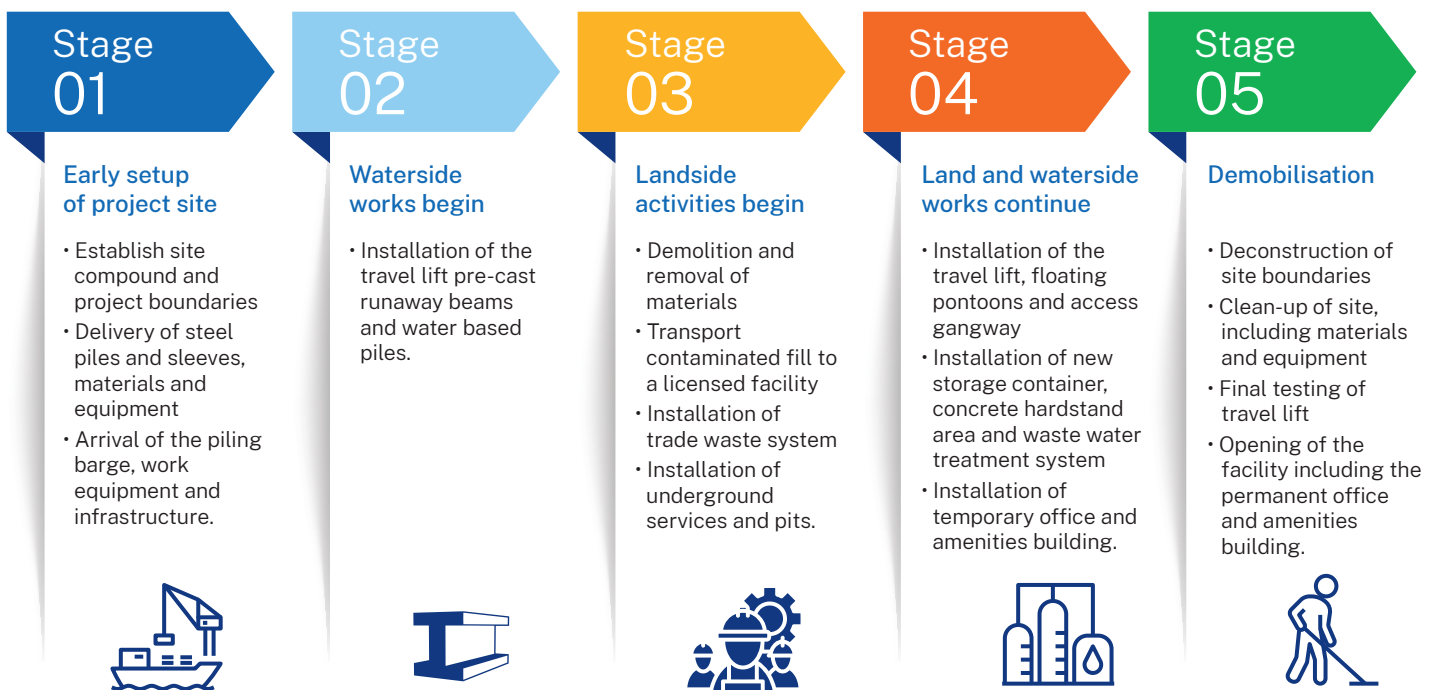 Stage
01
Early setup
of project site
• Establish site
compound and
project boundaries
• Delivery of steel
piles and sleeves,
materials and
equipment
• Arrival of the piling
barge, work
equipment and
infrastructure.
Stage
02
Waterside
works begin
• Installation of the
travel lift pre-cast
runaway beams
and water based
piles.
Stage
03
Landside
activities begin
• Demolition and
removal of
materials
• Transport
contaminated fill to
a licensed facility
• Installation of
trade waste system
• Installation of
underground
services and pits.
Stage
04
Land and waterside
works continue
• Installation of the
travel lift, floating
pontoons and access
gangway
• Installation of new
storage container,
concrete hardstand
area and waste water
treatment system
• Installation of
temporary office and
amenities building.
Stage
05
Demobilisation
• Deconstruction of
site boundaries
• Clean-up of site,
including materials
and equipment
• Final testing of
travel lift
• Opening of the
facility including the
permanent office
and amenities
building.